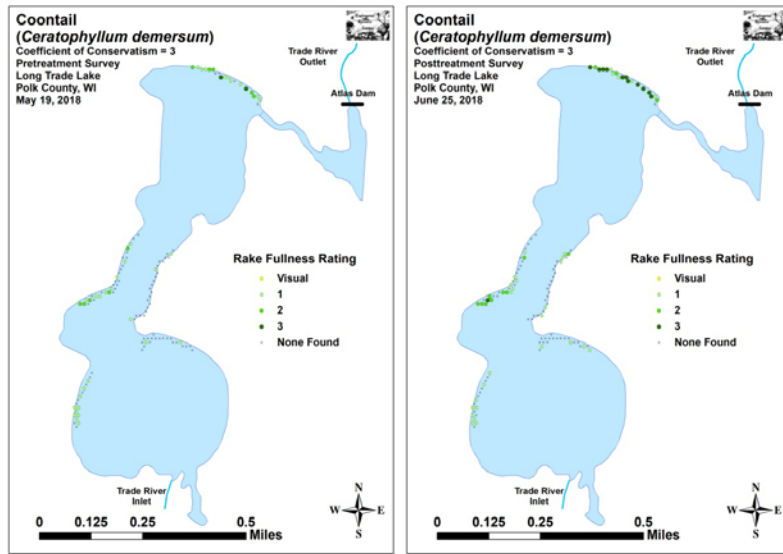 Coontail
(Ceratophyllum demersum)
Coefficient of Conservatism = 3
Pretreatment Survey
Long Trade Lake
Polk County, WI
May 19, 2018
Trade River
Outlet
Atlas Dam
Rake Fullness Rating
Visual
1
2
3
None Found
Trade River
Inlet
N
W E
S
0 0.125 0.25 0.5
Miles
Coontail
(Ceratophyllum demersum)
Coefficient of Conservatism = 3
Posttreatment Survey
Long Trade Lake
Polk County, WI
June 25, 2018
Trade River
Outlet
Atlas Dam
Rake Fullness Rating
Visual
1
2
3
None Found
Trade River
Inlet
N
W E
S
0 0.125 0.25 0.5
Miles